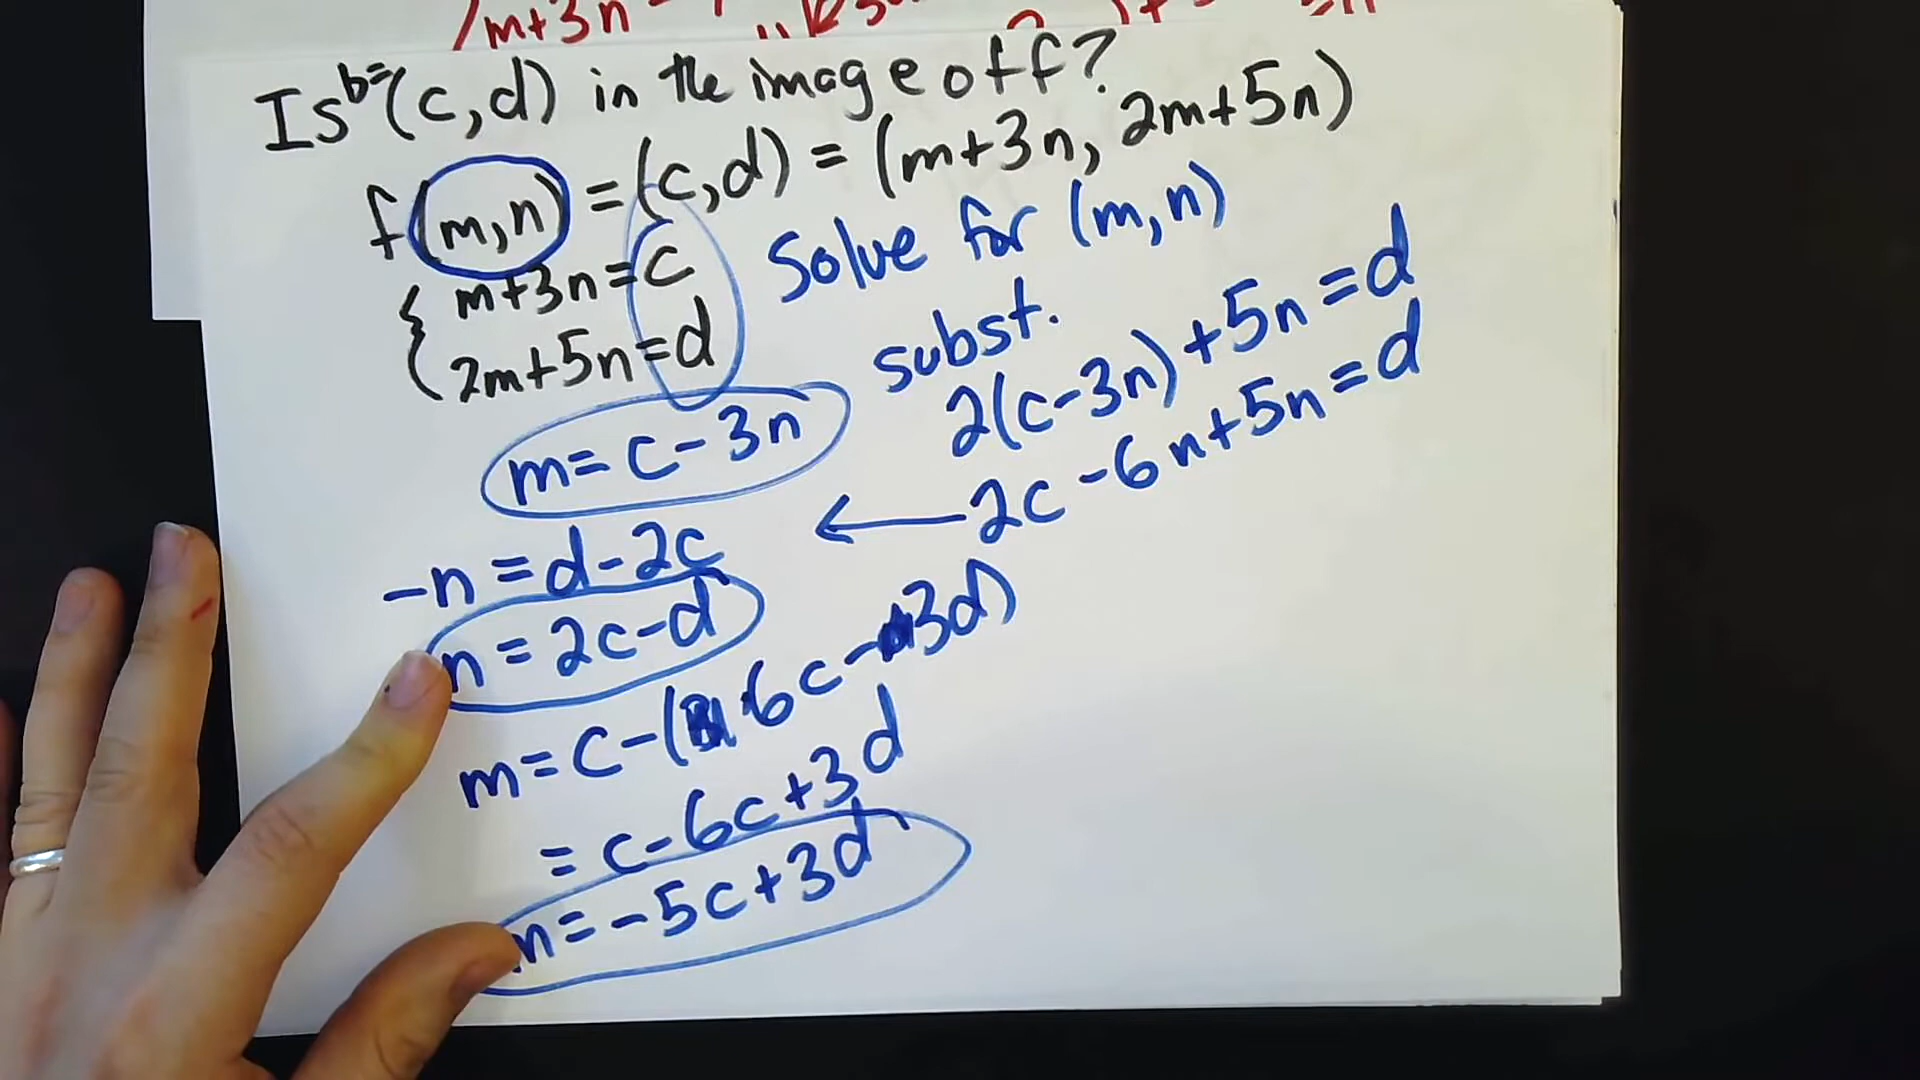 m+3n
Is b=(c,d) in the image of f?
f(m,n) = (c,d) = (m+3n, 2m+5n)
{ m+3n=c
2m+5n=d
Solve for (m,n)
subst.
2(c-3n)+5n=d
2c-6n+5n=d
m=c-3n
←
-n=d-2c
n=2c-d
m=c-(6c-3d)
=c-6c+3d
m=-5c+3d